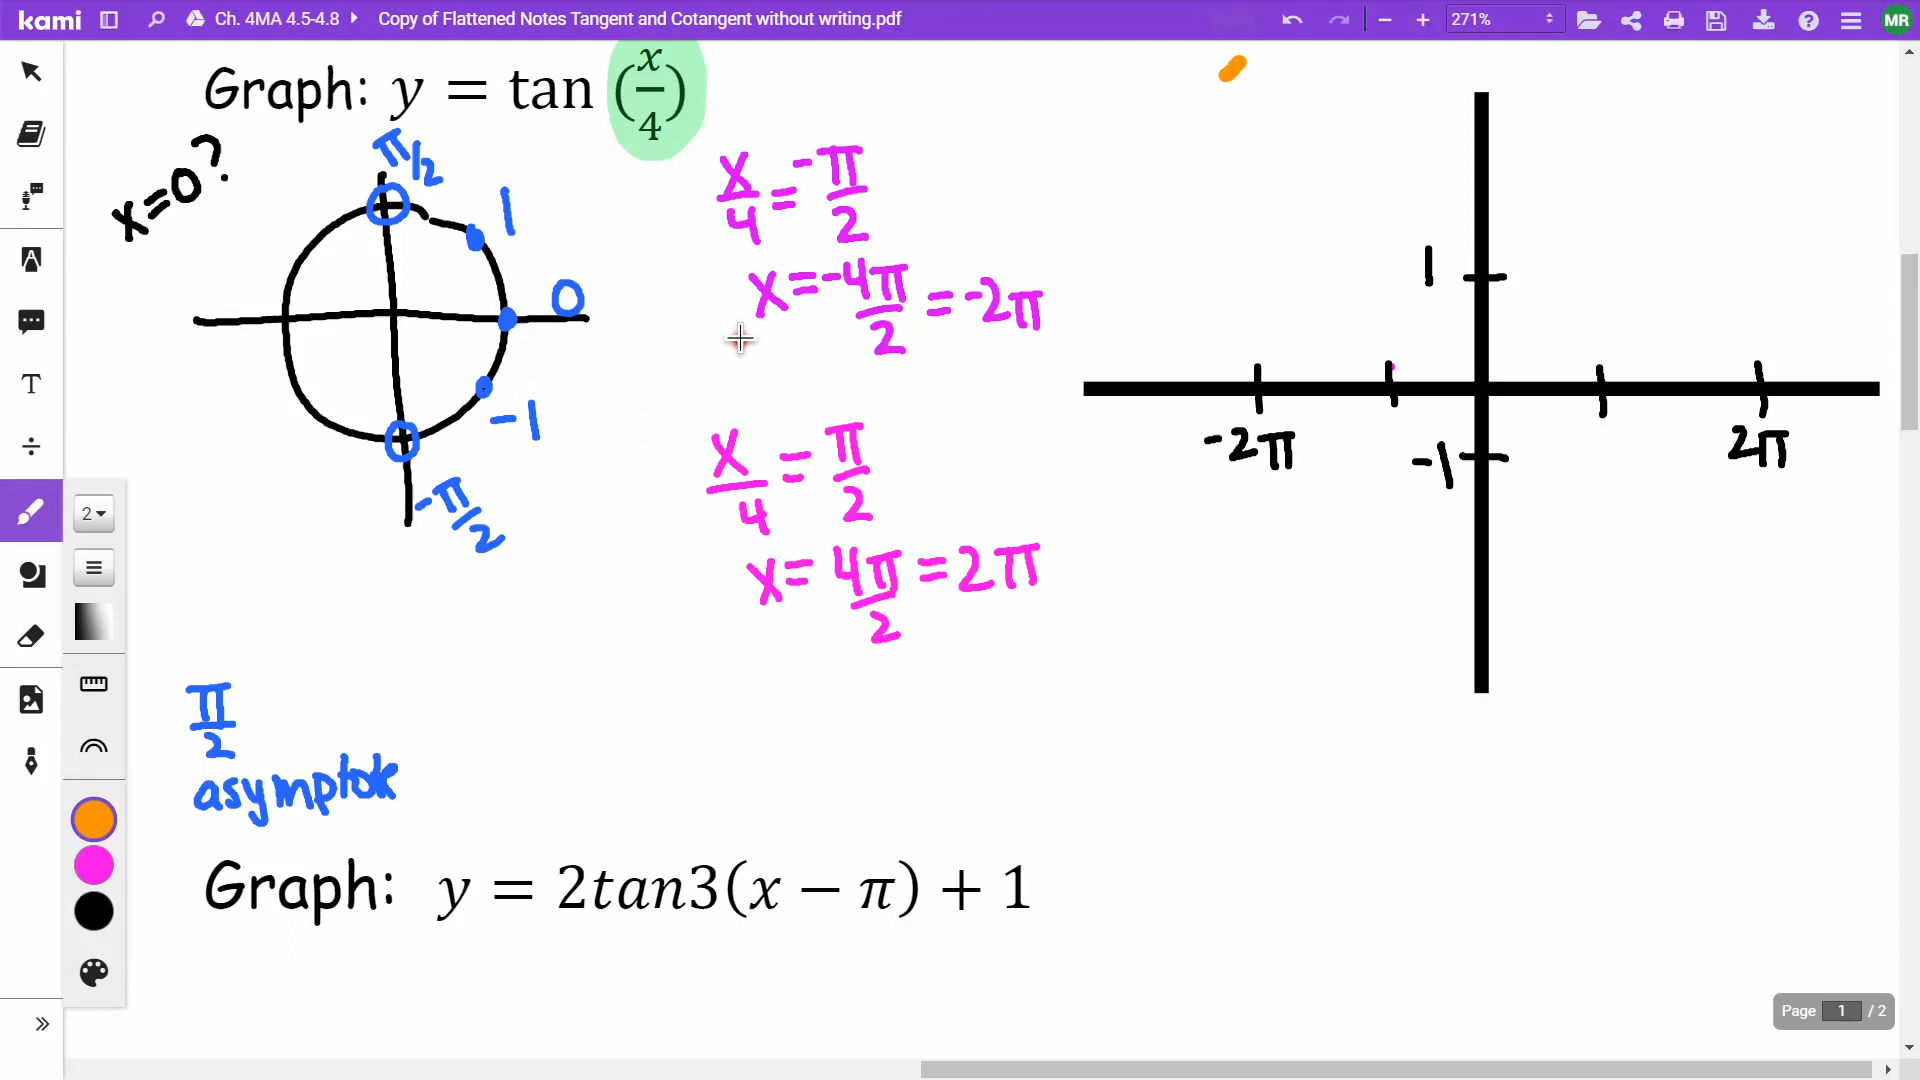 kami Ch. 4MA 4.5-4.8 Copy of Flattened Notes Tangent and Cotangent without writing.pdf 271% MR
Graph: y = tan (x/4)
x=0?
π/2
1
0
-1
-π/2
x/4 = -π/2
x = -4π/2 = -2π
x/4 = π/2
x = 4π/2 = 2π
1
-2π
-1
2π
2
π/2
asymptote
Graph: y = 2tan3(x − π) + 1
Page 1 / 2